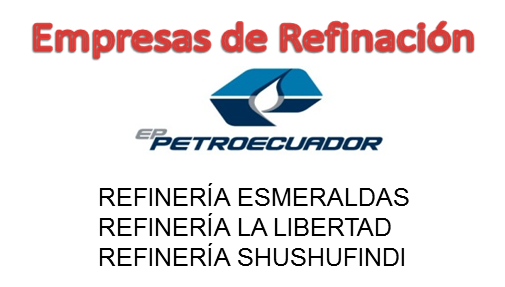 Empresas de Refinación
EP PETROECUADOR
REFINERÍA ESMERALDAS
REFINERÍA LA LIBERTAD
REFINERÍA SHUSHUFINDI